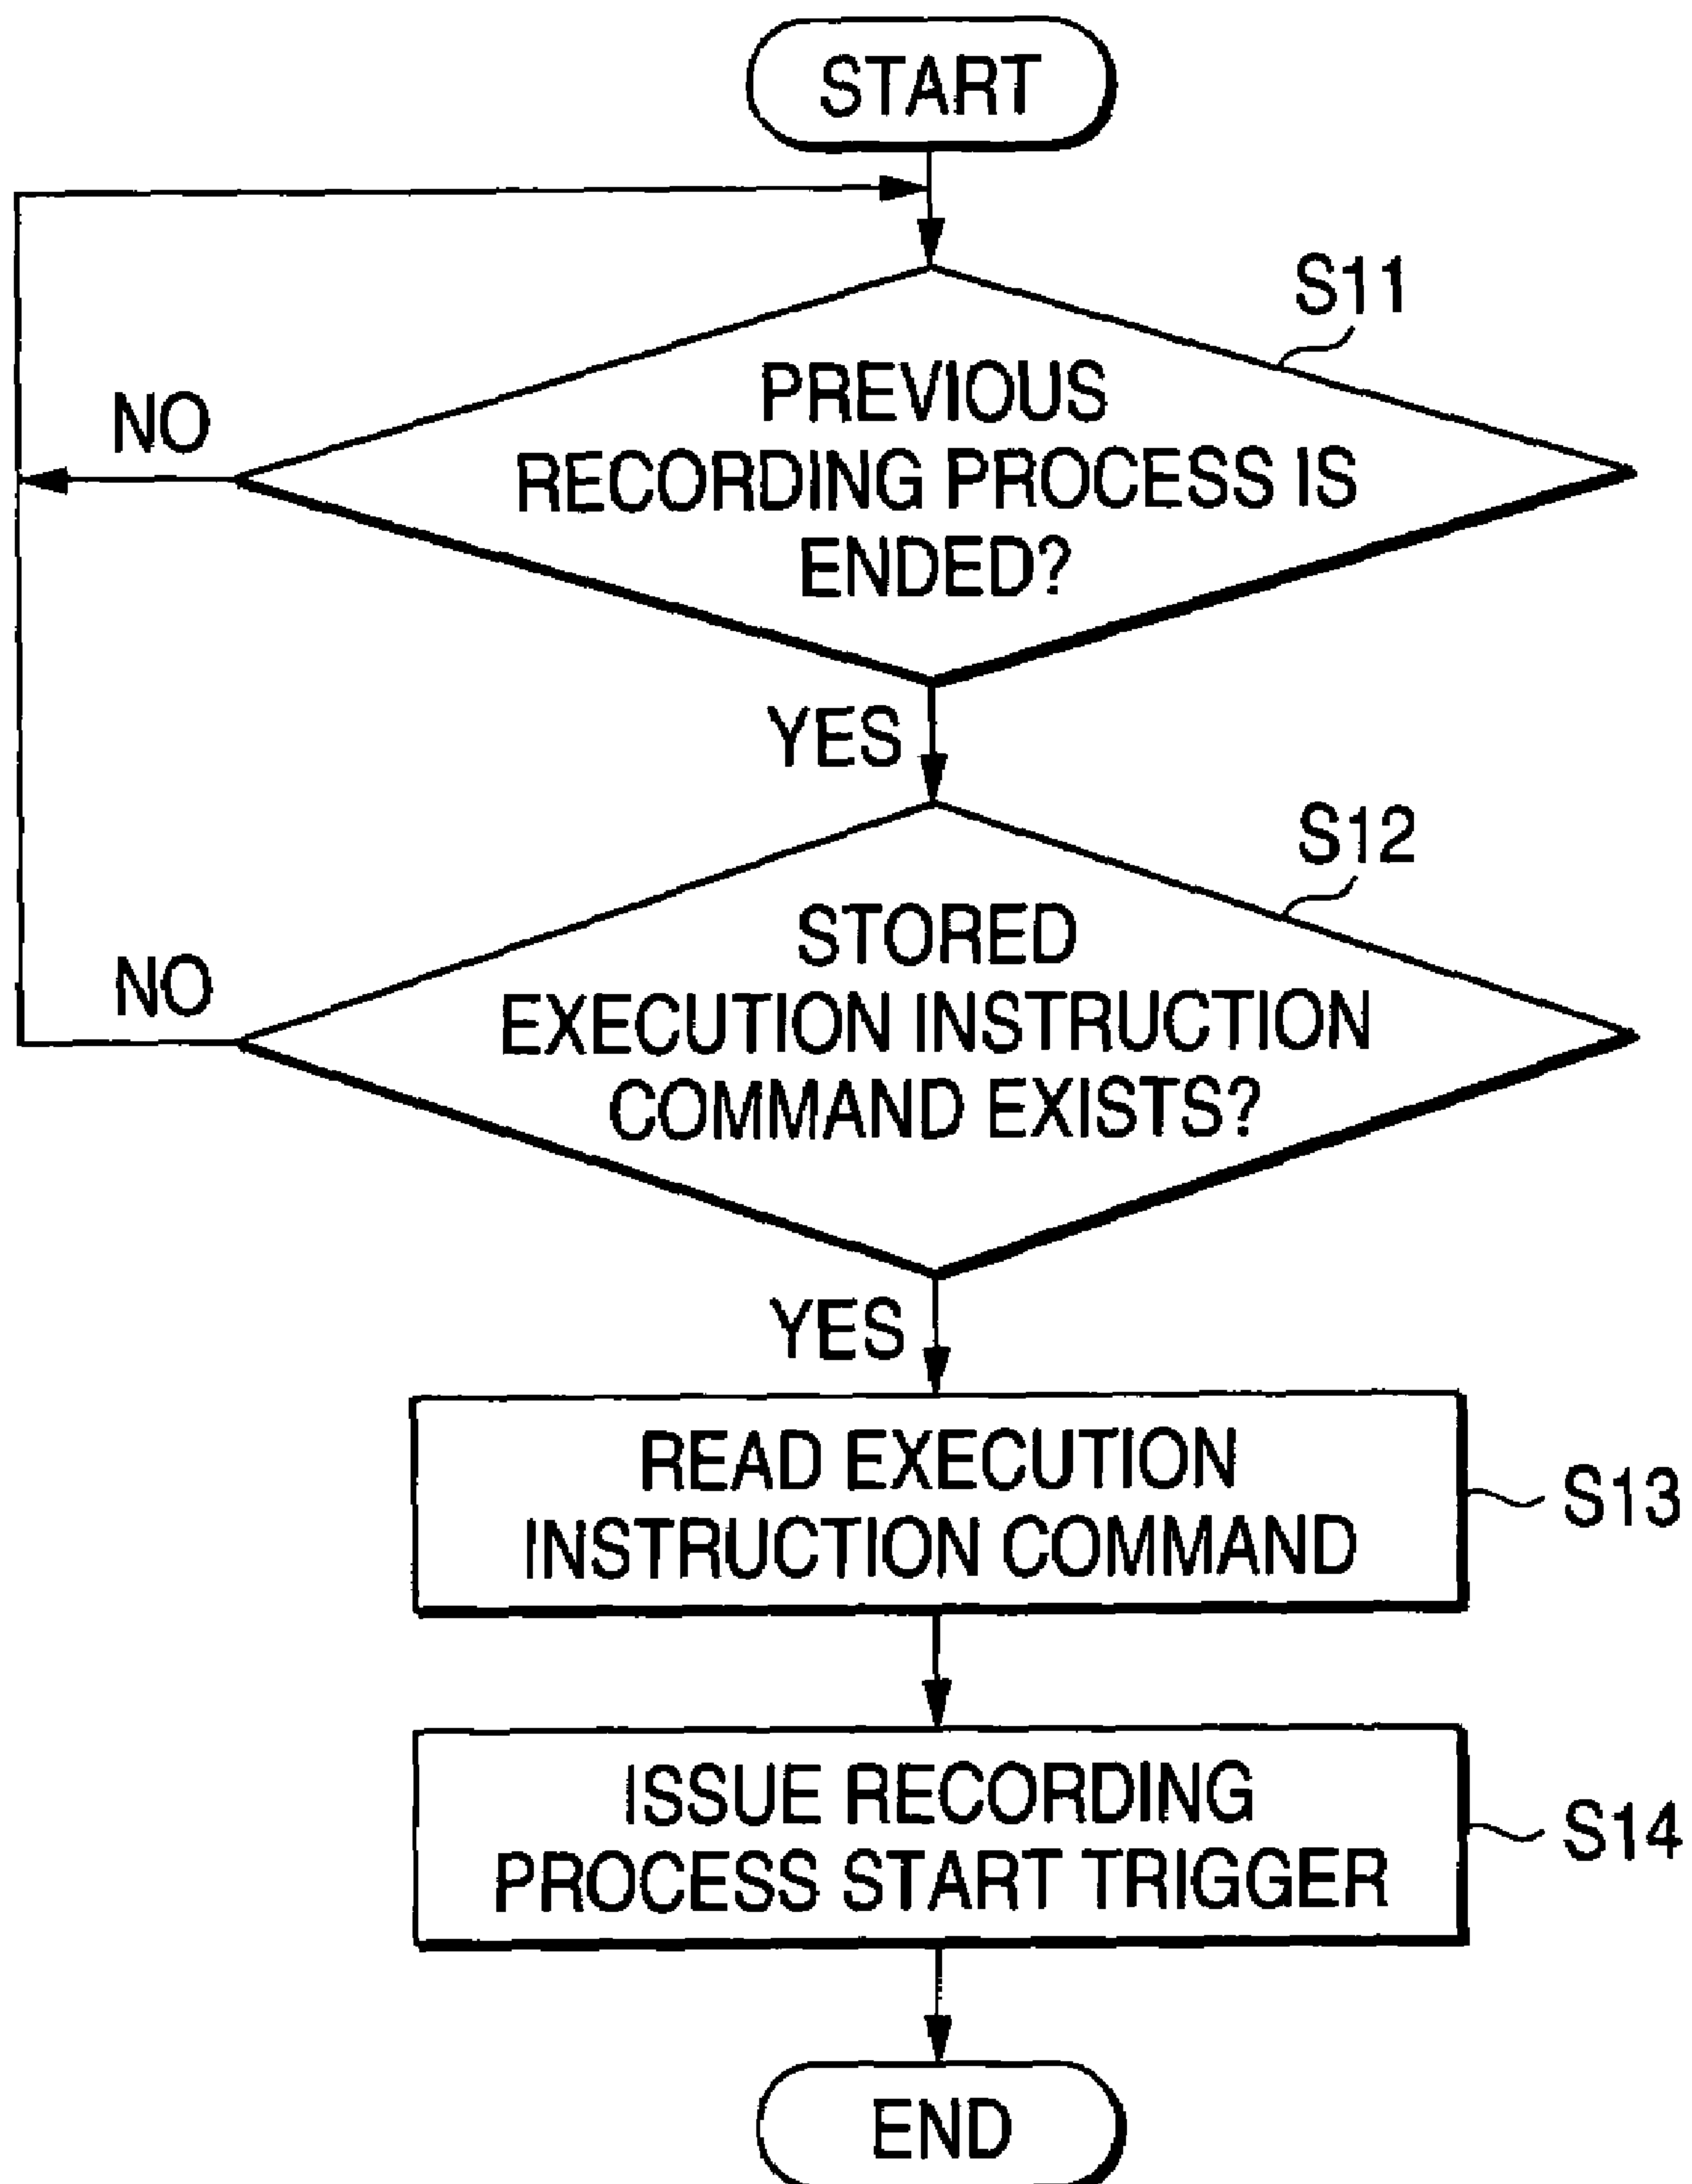 START
S11
PREVIOUS
NO
RECORDING PROCESS IS
ENDED?
YES
S12
STORED
NO
EXECUTION INSTRUCTION
COMMAND EXISTS?
YES
READ EXECUTION
S13
INSTRUCTION COMMAND
ISSUE RECORDING
S14
PROCESS START TRIGGER
END